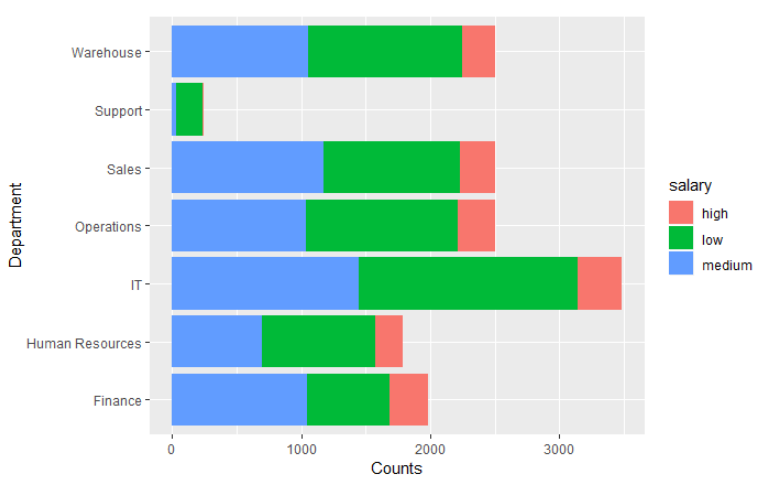 Warehouse
Support
Sales
Operations
IT
Human Resources
Finance
Department
0 1000 2000 3000
Counts
salary
high
low
medium